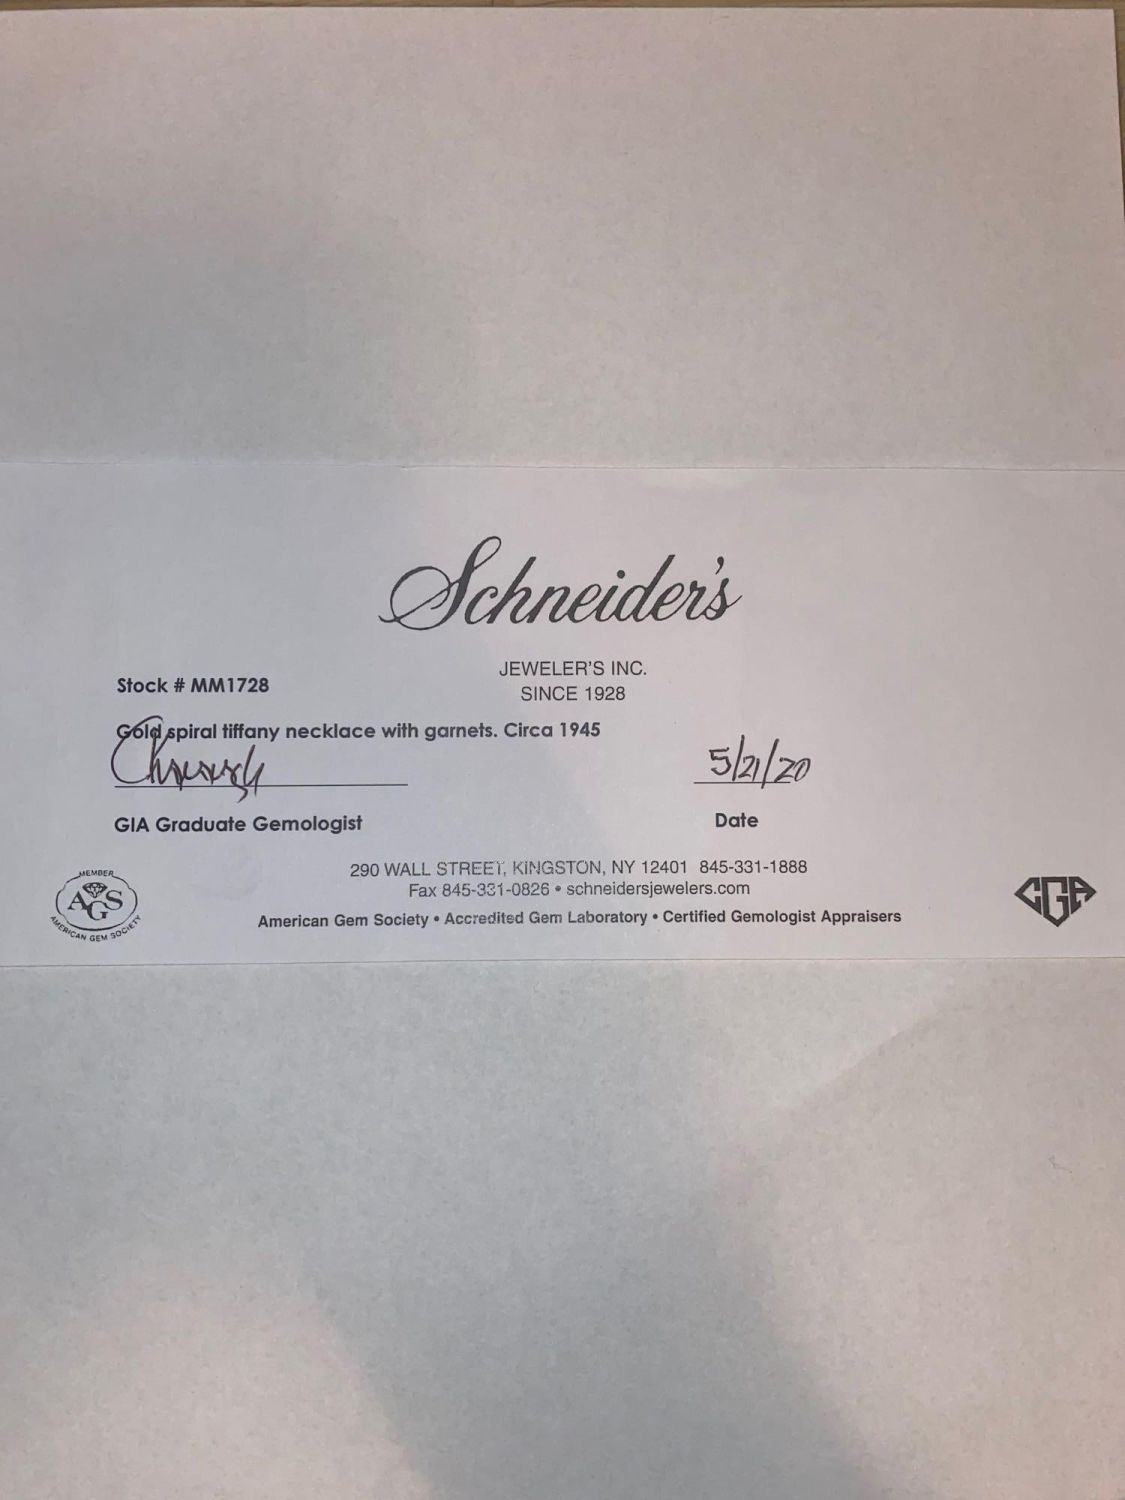 Schneider's
JEWELER'S INC.
SINCE 1928
Stock # MM1728
Gold spiral tiffany necklace with garnets. Circa 1945
5/21/20
GIA Graduate Gemologist
Date
290 WALL STREET, KINGSTON, NY 12401 845-331-1888
Fax 845-331-0826 • schneidersjewelers.com
American Gem Society • Accredited Gem Laboratory • Certified Gemologist Appraisers
MEMBER
AGS
AMERICAN GEM SOCIETY
CGA